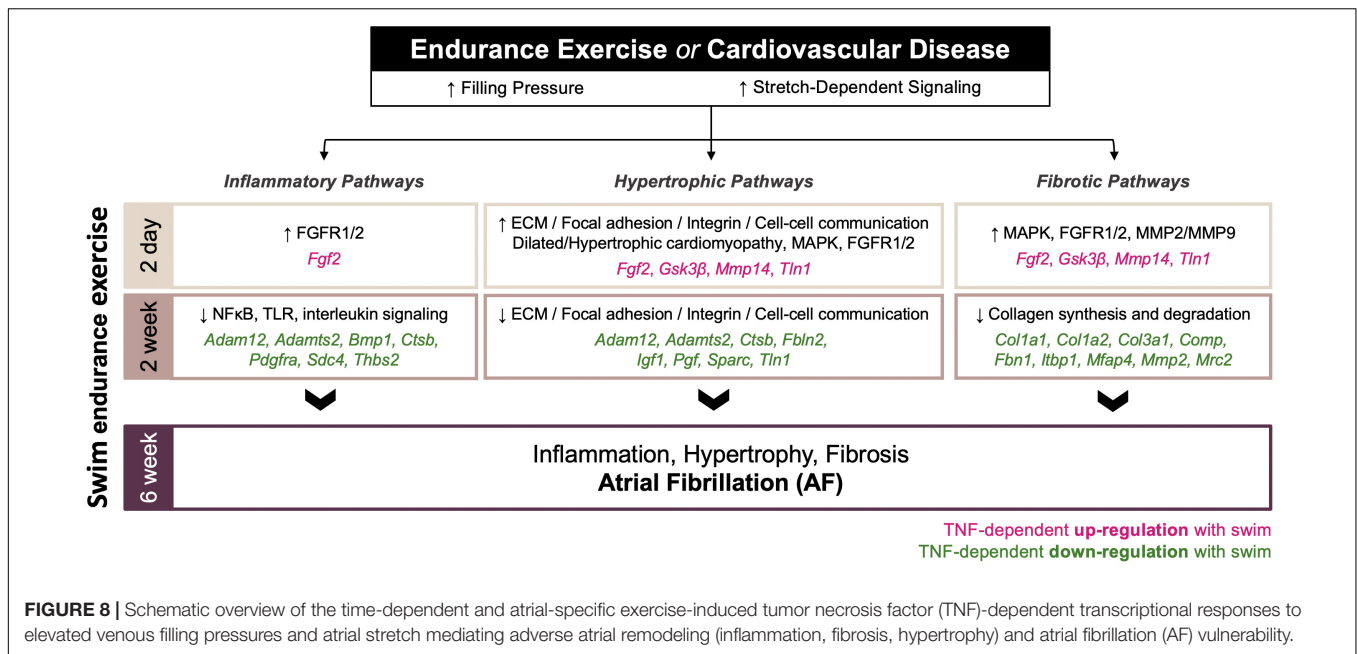 Endurance Exercise or Cardiovascular Disease
↑ Filling Pressure
↑ Stretch-Dependent Signaling
Inflammatory Pathways
Hypertrophic Pathways
Fibrotic Pathways
Swim endurance exercise
2 day
↑ FGFR1/2
Fgf2
↑ ECM / Focal adhesion / Integrin / Cell-cell communication
Dilated/Hypertrophic cardiomyopathy, MAPK, FGFR1/2
Fgf2, Gsk3β, Mmp14, Tln1
↑ MAPK, FGFR1/2, MMP2/MMP9
Fgf2, Gsk3β, Mmp14, Tln1
2 week
↓ NFκB, TLR, interleukin signaling
Adam12, Adamts2, Bmp1, Ctsb,
Pdgfra, Sdc4, Thbs2
↓ ECM / Focal adhesion / Integrin / Cell-cell communication
Adam12, Adamts2, Ctsb, Fbln2,
Igf1, Pgf, Sparc, Tln1
↓ Collagen synthesis and degradation
Col1a1, Col1a2, Col3a1, Comp,
Fbn1, Itbp1, Mfap4, Mmp2, Mrc2
6 week
Inflammation, Hypertrophy, Fibrosis
Atrial Fibrillation (AF)
TNF-dependent up-regulation with swim
TNF-dependent down-regulation with swim
FIGURE 8 | Schematic overview of the time-dependent and atrial-specific exercise-induced tumor necrosis factor (TNF)-dependent transcriptional responses to
elevated venous filling pressures and atrial stretch mediating adverse atrial remodeling (inflammation, fibrosis, hypertrophy) and atrial fibrillation (AF) vulnerability.